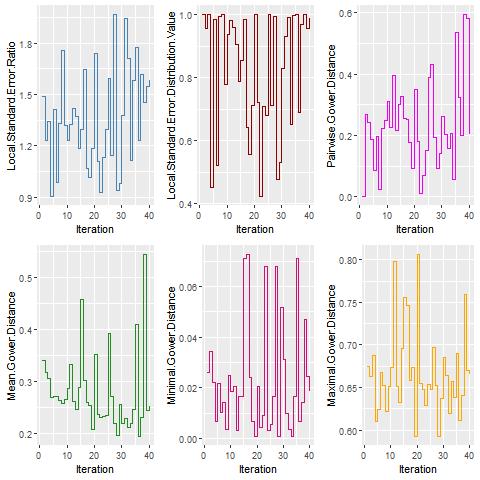 Local.Standard.Error.Ratio
1.8
1.5
1.2
0.9
0 10 20 30 40
Iteration
Local.Standard.Error.Distribution.Value
1.0
0.8
0.6
0.4
0 10 20 30 40
Iteration
Pairwise.Gower.Distance
0.6
0.4
0.2
0.0
0 10 20 30 40
Iteration
Mean.Gower.Distance
0.5
0.4
0.3
0.2
0 10 20 30 40
Iteration
Minimal.Gower.Distance
0.06
0.04
0.02
0.00
0 10 20 30 40
Iteration
Maximal.Gower.Distance
0.80
0.75
0.70
0.65
0.60
0 10 20 30 40
Iteration